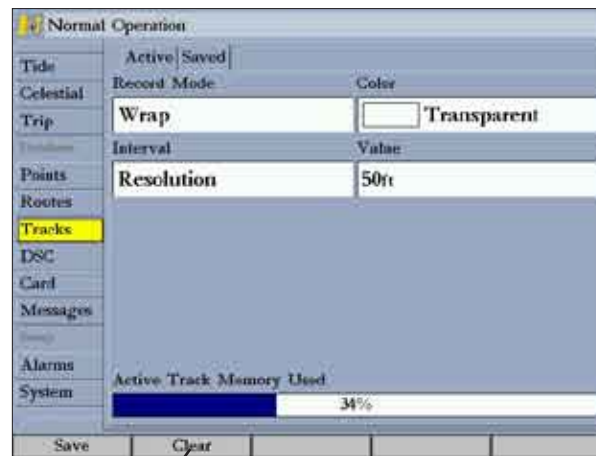 Normal Operation
Tide
Celestial
Trip
Points
Routes
Tracks
DSC
Card
Messages
Alarms
System
Active Saved
Record Mode Color
Wrap Transparent
Interval Value
Resolution 50ft
Active Track Memory Used
34%
Save Clear